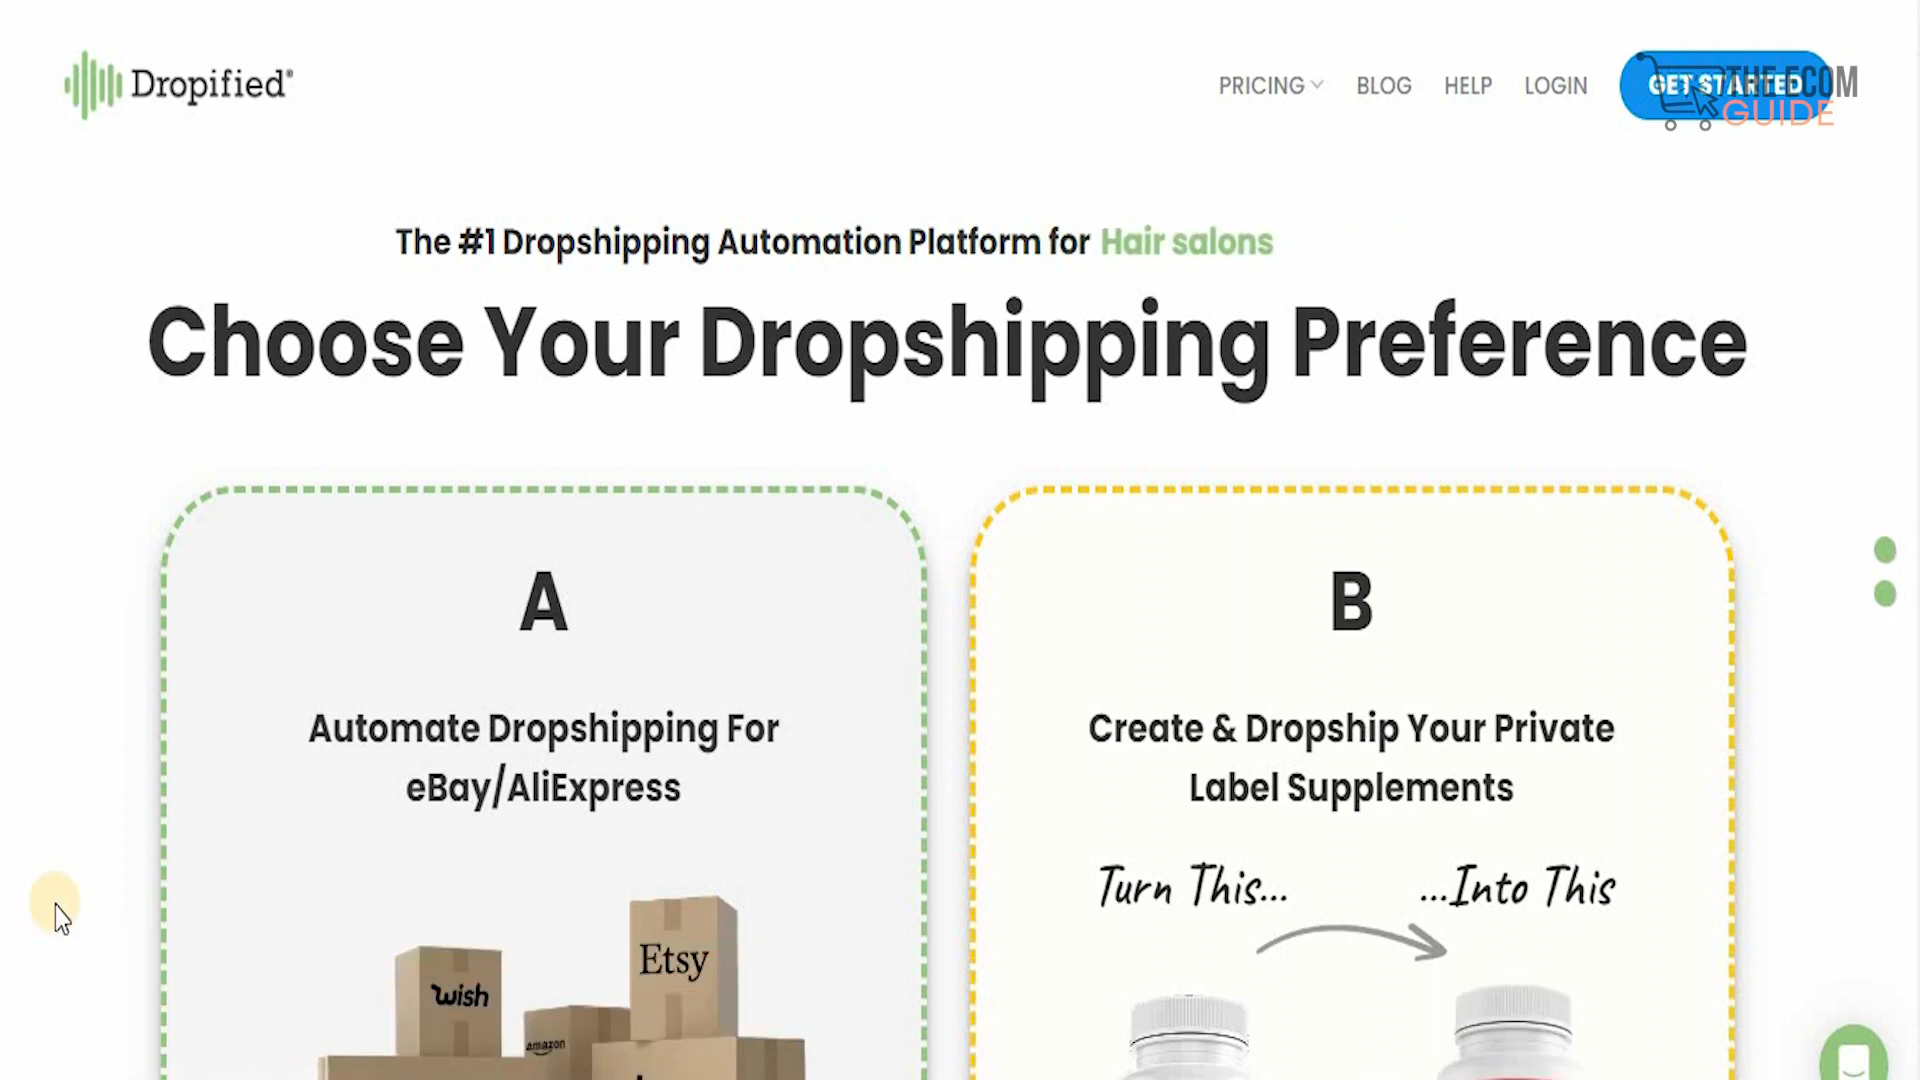 Dropified®
PRICING BLOG HELP LOGIN GET STARTED
THE ECOM
GUIDE
The #1 Dropshipping Automation Platform for Hair salons
Choose Your Dropshipping Preference
A
Automate Dropshipping For
eBay/AliExpress
Etsy
wish
amazon
B
Create & Dropship Your Private
Label Supplements
Turn This... ...Into This